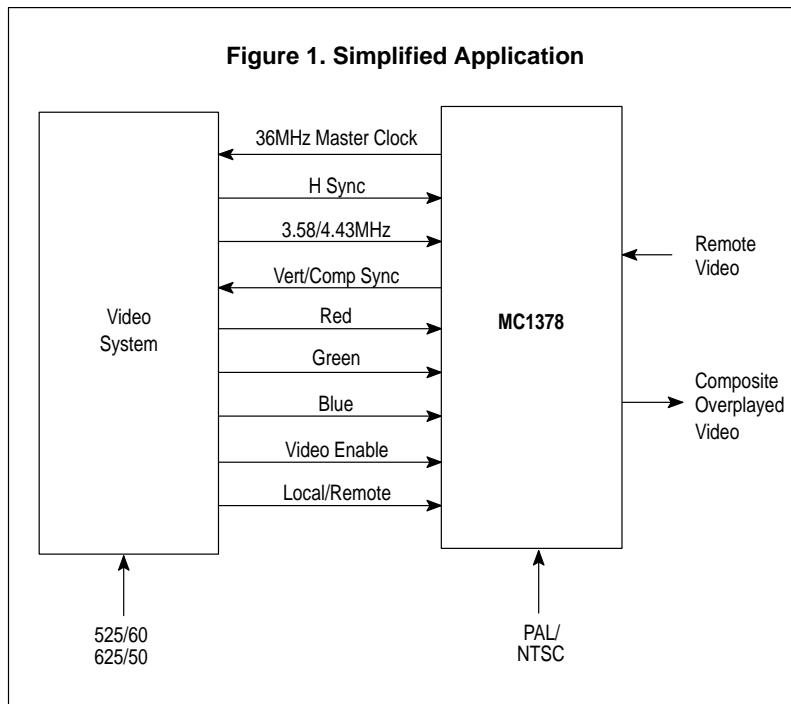 Figure 1. Simplified Application
36MHz Master Clock
H Sync
3.58/4.43MHz
Vert/Comp Sync
Red
Green
Blue
Video Enable
Local/Remote
Video
System
MC1378
Remote
Video
Composite
Overplayed
Video
525/60
625/50
PAL/
NTSC